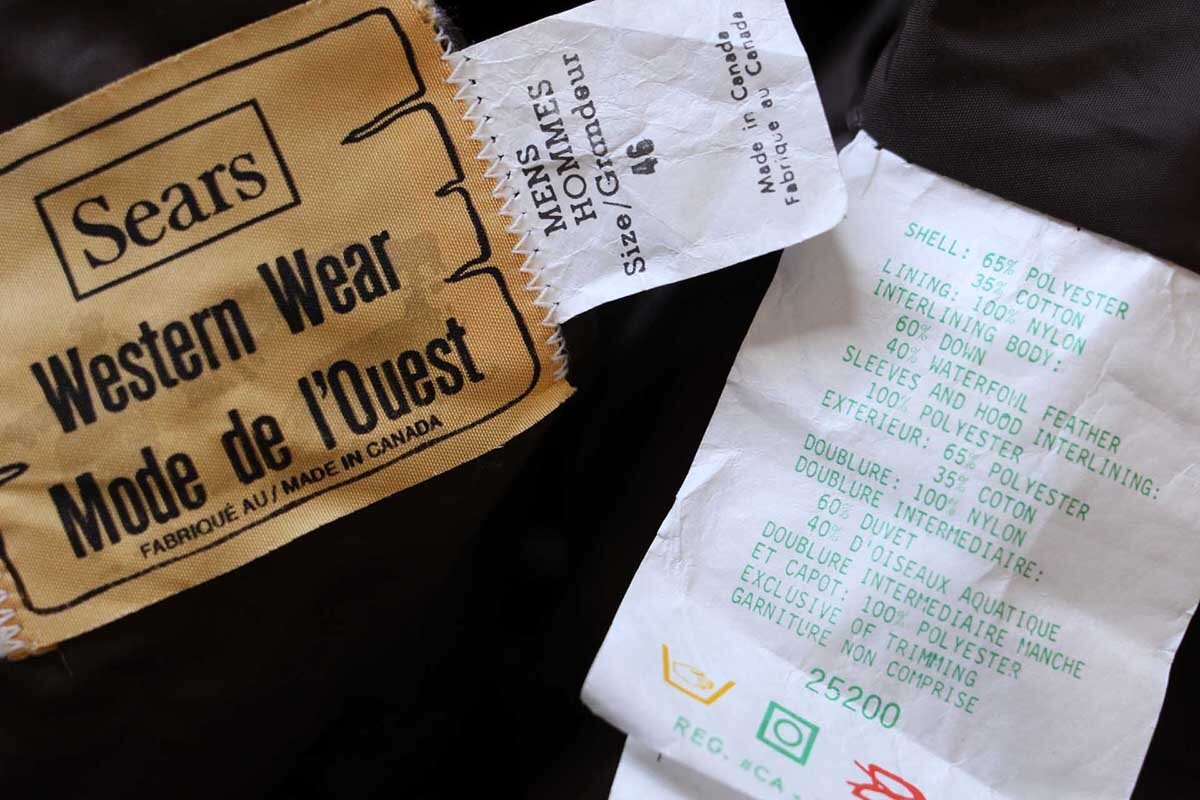 Sears
Western Wear
Mode de l'Ouest
FABRIQUÉ AU / MADE IN CANADA
MENS
HOMMES
Size/Grandeur
46
Made in Canada
Fabrique au Canada
SHELL: 65% POLYESTER
35% COTTON
LINING: 100% NYLON
INTERLINING BODY:
60% DOWN
40% WATERFOWL FEATHER
SLEEVES AND HOOD INTERLINING:
100% POLYESTER
EXTERIEUR: 65% POLYESTER
35% COTON
DOUBLURE: 100% NYLON
DOUBLURE INTERMEDIAIRE:
60% DUVET
40% D'OISEAUX AQUATIQUE
DOUBLURE INTERMEDIAIRE MANCHE
ET CAPOT: 100% POLYESTER
EXCLUSIVE OF TRIMMING
GARNITURE NON COMPRISE
25200
REG. #CA -